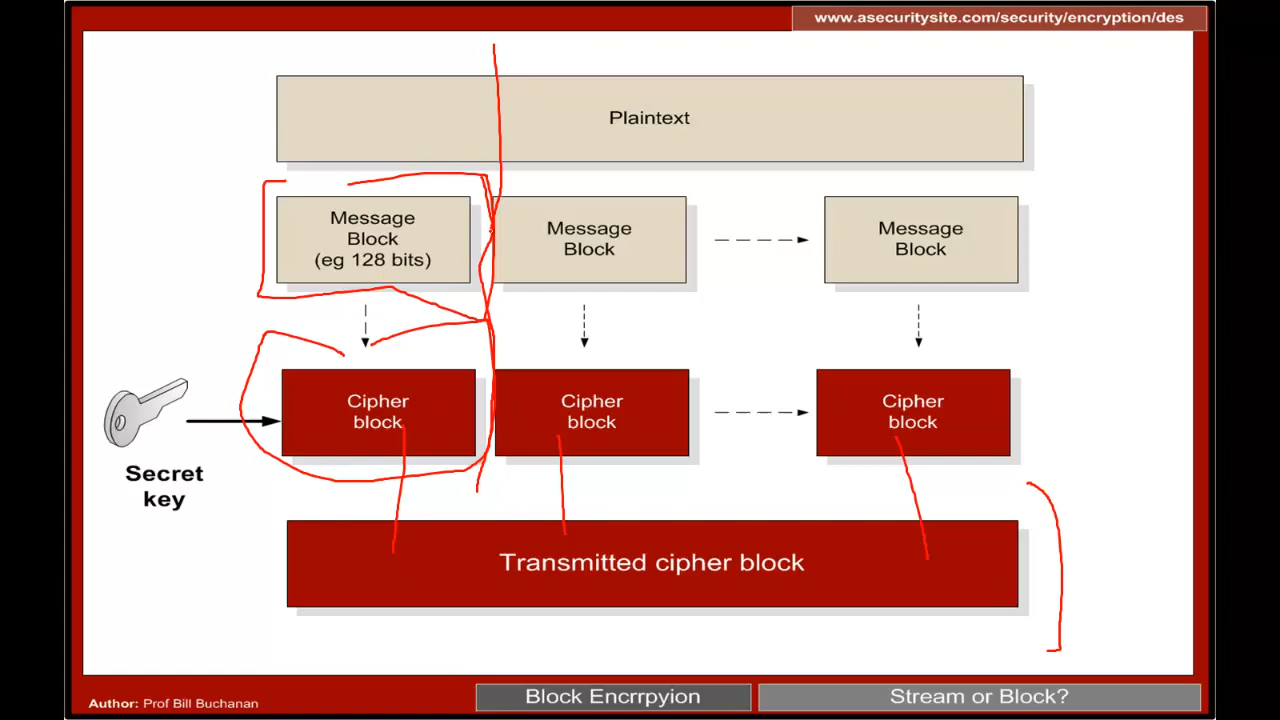 www.asecuritysite.com/security/encryption/des
Plaintext
Message
Block
(eg 128 bits)
Message
Block
Message
Block
Cipher
block
Cipher
block
Cipher
block
Secret
key
Transmitted cipher block
Author: Prof Bill Buchanan
Block Encrrpyion
Stream or Block?